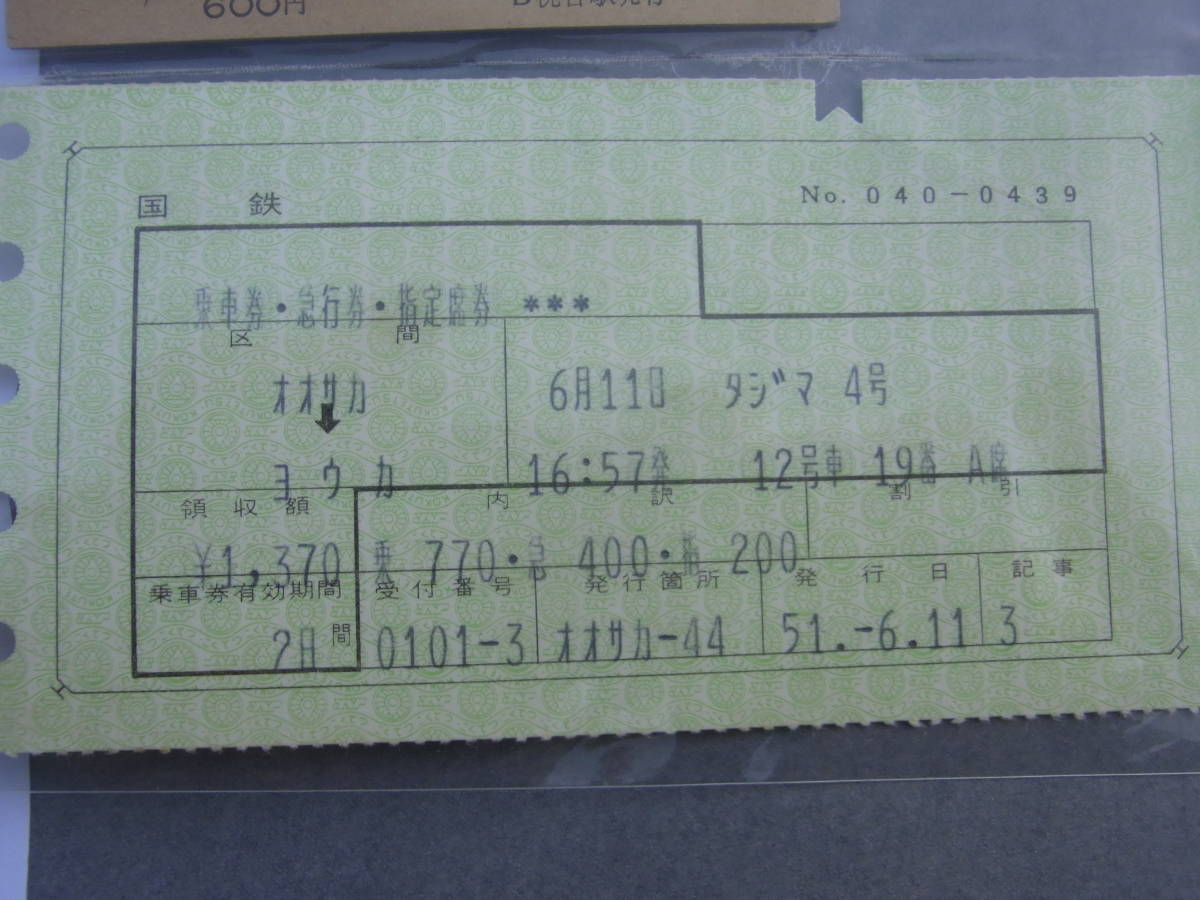 600円
国鉄 No. 040-0439
乗車券・急行券・指定席券 ***
区間
オオサカ 6月11日 タジマ 4号
↓
ヨウカ 16:57発 12号車 19番 A席
領収額 内訳 割引
¥1,370 乗 770・急 400・指 200
乗車券有効期間 受付番号 発行箇所 発行日 記事
2日間 0101-3 オオサカ-44 51.-6.11 3